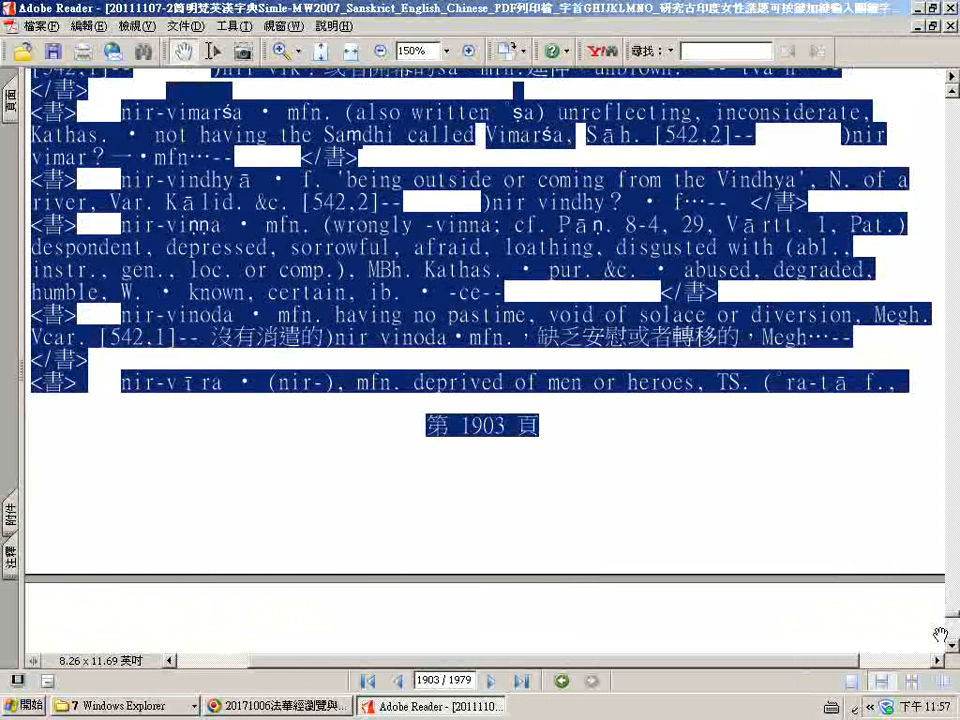 Adobe Reader - [20111107-2簡明梵英漢字典Simle-MW2007_Sanskrict_English_Chinese_PDF列印檔_字首GHIJKLMNO_研究古印度女性議題可按鍵加總輸入關鍵字...
檔案(F) 編輯(E) 檢視(V) 文件(D) 工具(T) 視窗(W) 說明(H)
150% Y! 尋找:
頁面
</書>
<書> nir-vimarśa • mfn. (also written °ṣa) unreflecting, inconsiderate,
Kathas. • not having the Saṃdhi called Vimarśa, Sāh. [542,2]-- )nir
vimar？一•mfn…-- </書>
<書> nir-vindhyā • f. 'being outside or coming from the Vindhya', N. of a
river, Var. Kālid. &c. [542,2]-- )nir vindhy？ • f…-- </書>
<書> nir-viṇṇa • mfn. (wrongly -vinna; cf. Pāṇ. 8-4, 29, Vārtt. 1, Pat.)
despondent, depressed, sorrowful, afraid, loathing, disgusted with (abl.,
instr., gen., loc. or comp.), MBh. Kathas. • pur. &c. • abused, degraded,
humble, W. • known, certain, ib. • -ce-- </書>
<書> nir-vinoda • mfn. having no pastime, void of solace or diversion, Megh.
Vcar. [542,1]-- 沒有消遣的)nir vinoda•mfn.，缺乏安慰或者轉移的，Megh…--
</書>
<書> nir-vīra • (nir-), mfn. deprived of men or heroes, TS. (°ra-tā f.,
第 1903 頁
附件
注釋
8.26 x 11.69 英吋
1903 / 1979
開始 7 Windows Explorer 20171006法華經瀏覽與... Adobe Reader - [2011110... 下午 11:57